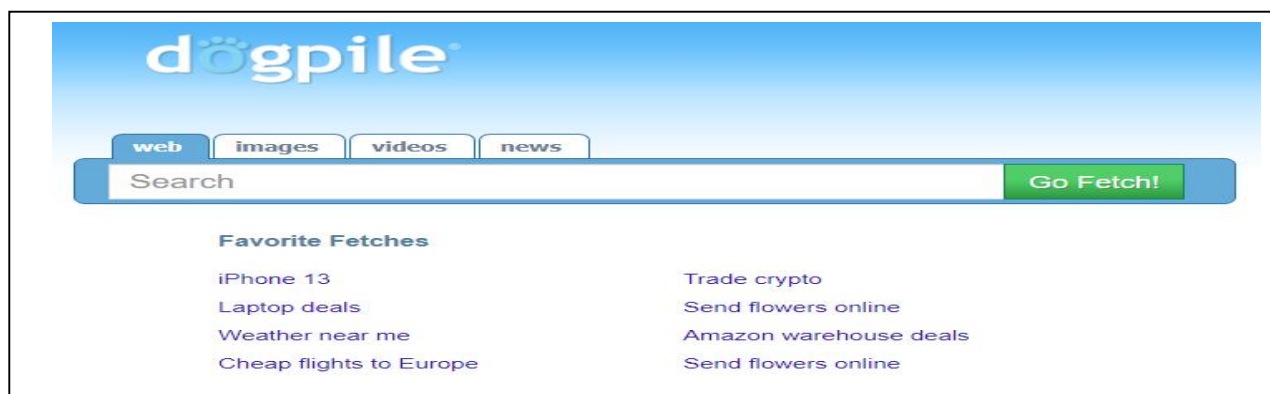 dogpile®
web images videos news
Search Go Fetch!
Favorite Fetches
iPhone 13 Trade crypto
Laptop deals Send flowers online
Weather near me Amazon warehouse deals
Cheap flights to Europe Send flowers online